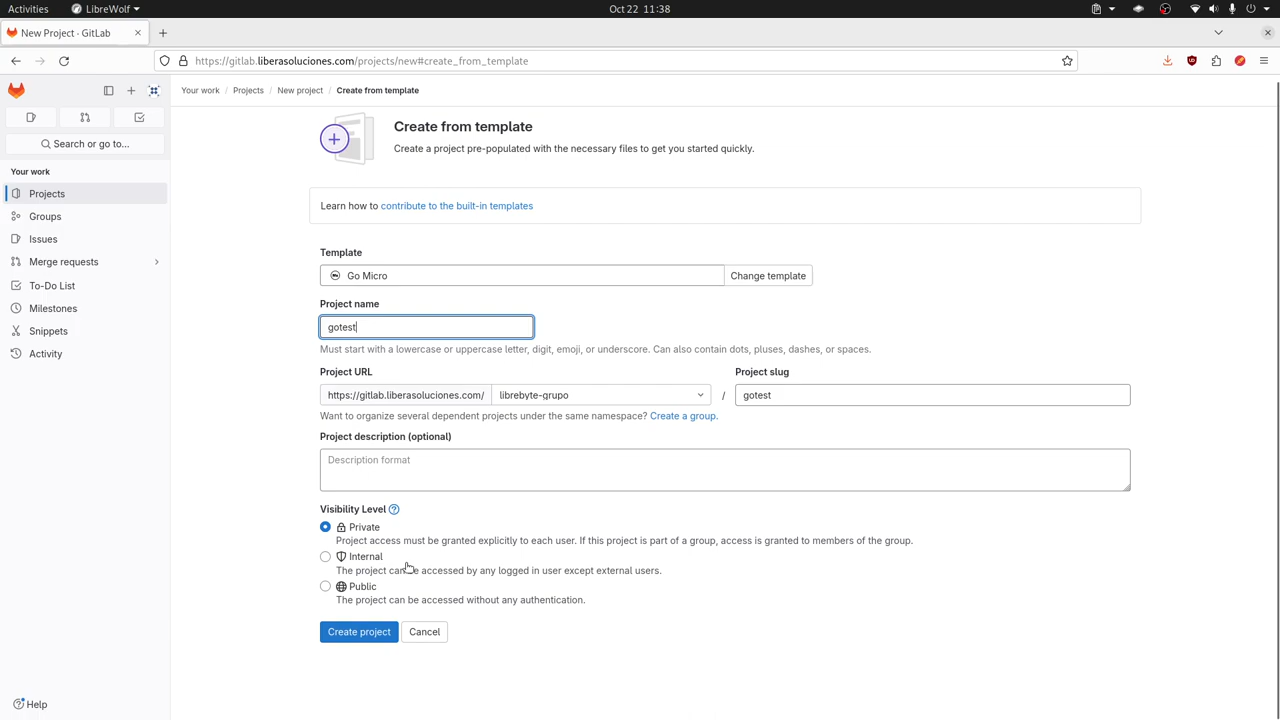 Activities
LibreWolf
Oct 22 11:38
New Project · GitLab
https://gitlab.liberasoluciones.com/projects/new#create_from_template
Your work / Projects / New project / Create from template
Search or go to...
Your work
Projects
Groups
Issues
Merge requests
To-Do List
Milestones
Snippets
Activity
Help
Create from template
Create a project pre-populated with the necessary files to get you started quickly.
Learn how to contribute to the built-in templates
Template
Go Micro
Change template
Project name
gotest
Must start with a lowercase or uppercase letter, digit, emoji, or underscore. Can also contain dots, pluses, dashes, or spaces.
Project URL
Project slug
https://gitlab.liberasoluciones.com/ librebyte-grupo / gotest
Want to organize several dependent projects under the same namespace? Create a group.
Project description (optional)
Description format
Visibility Level
Private
Project access must be granted explicitly to each user. If this project is part of a group, access is granted to members of the group.
Internal
The project can be accessed by any logged in user except external users.
Public
The project can be accessed without any authentication.
Create project
Cancel